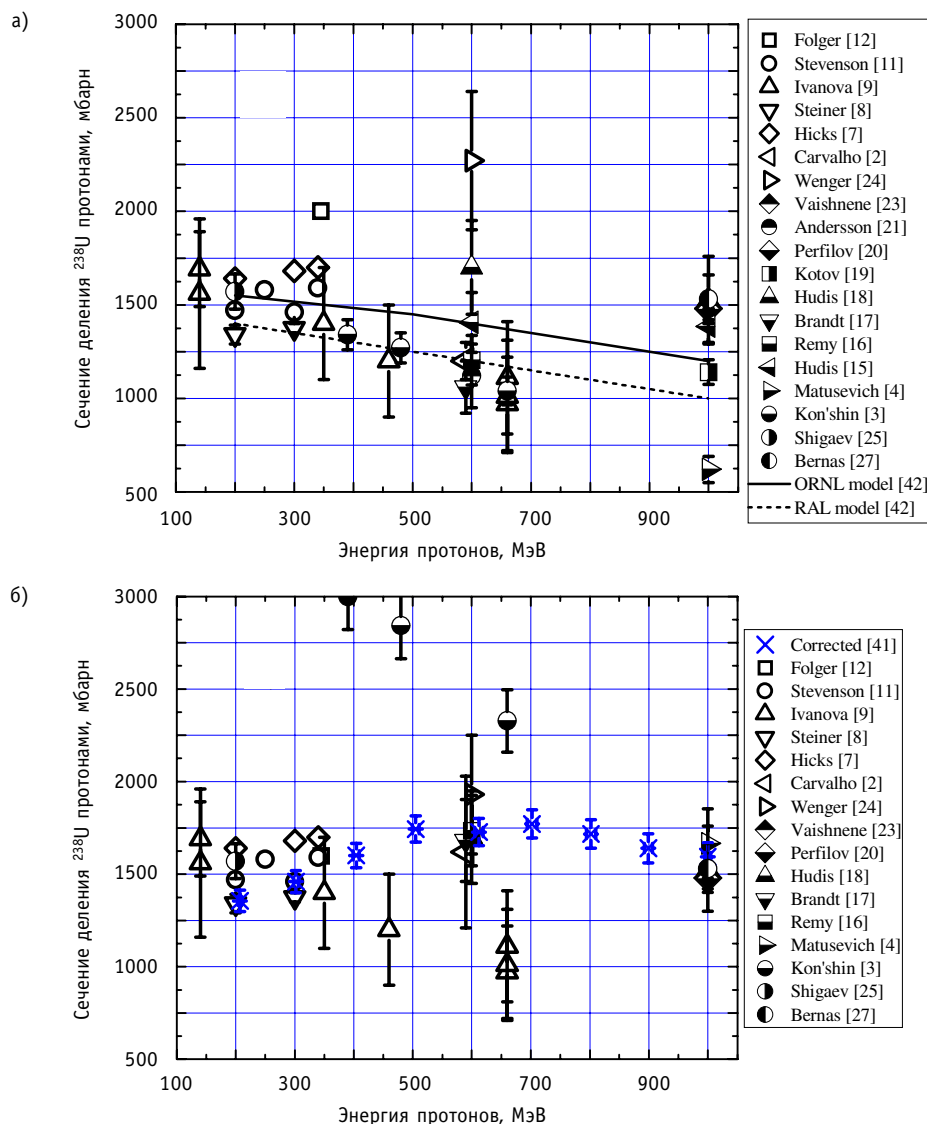 а)
3000
2500
2000
1500
1000
500
100
300
500
700
900
Сечение деления ²³⁸U протонами, мбарн
Энергия протонов, МэВ
Folger [12]
Stevenson [11]
Ivanova [9]
Steiner [8]
Hicks [7]
Carvalho [2]
Wenger [24]
Vaishnene [23]
Andersson [21]
Perfilov [20]
Kotov [19]
Hudis [18]
Brandt [17]
Remy [16]
Hudis [15]
Matusevich [4]
Kon'shin [3]
Shigaev [25]
Bernas [27]
ORNL model [42]
RAL model [42]
б)
3000
2500
2000
1500
1000
500
100
300
500
700
900
Сечение деления ²³⁸U протонами, мбарн
Энергия протонов, МэВ
Corrected [41]
Folger [12]
Stevenson [11]
Ivanova [9]
Steiner [8]
Hicks [7]
Carvalho [2]
Wenger [24]
Vaishnene [23]
Perfilov [20]
Hudis [18]
Brandt [17]
Remy [16]
Matusevich [4]
Kon'shin [3]
Shigaev [25]
Bernas [27]